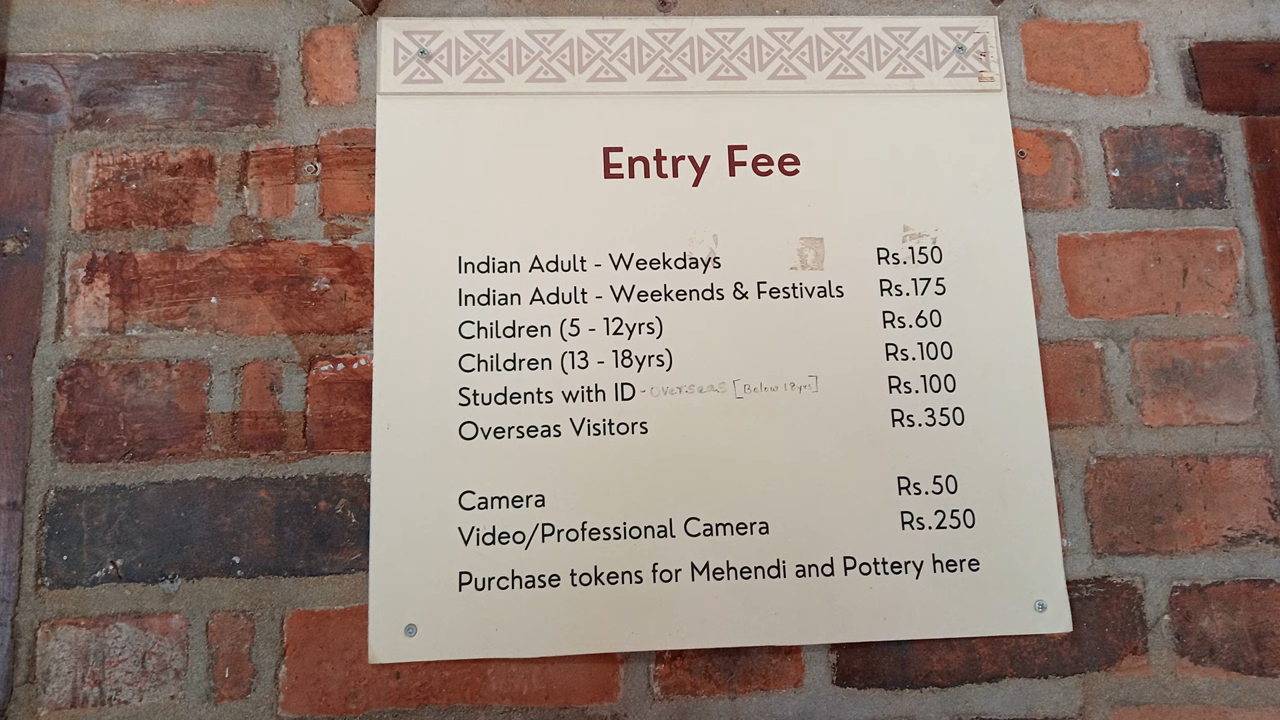 Entry Fee
Indian Adult - Weekdays Rs.150
Indian Adult - Weekends & Festivals Rs.175
Children (5 - 12yrs) Rs.60
Children (13 - 18yrs) Rs.100
Students with ID - overseas [Below 18yrs] Rs.100
Overseas Visitors Rs.350
Camera Rs.50
Video/Professional Camera Rs.250
Purchase tokens for Mehendi and Pottery here